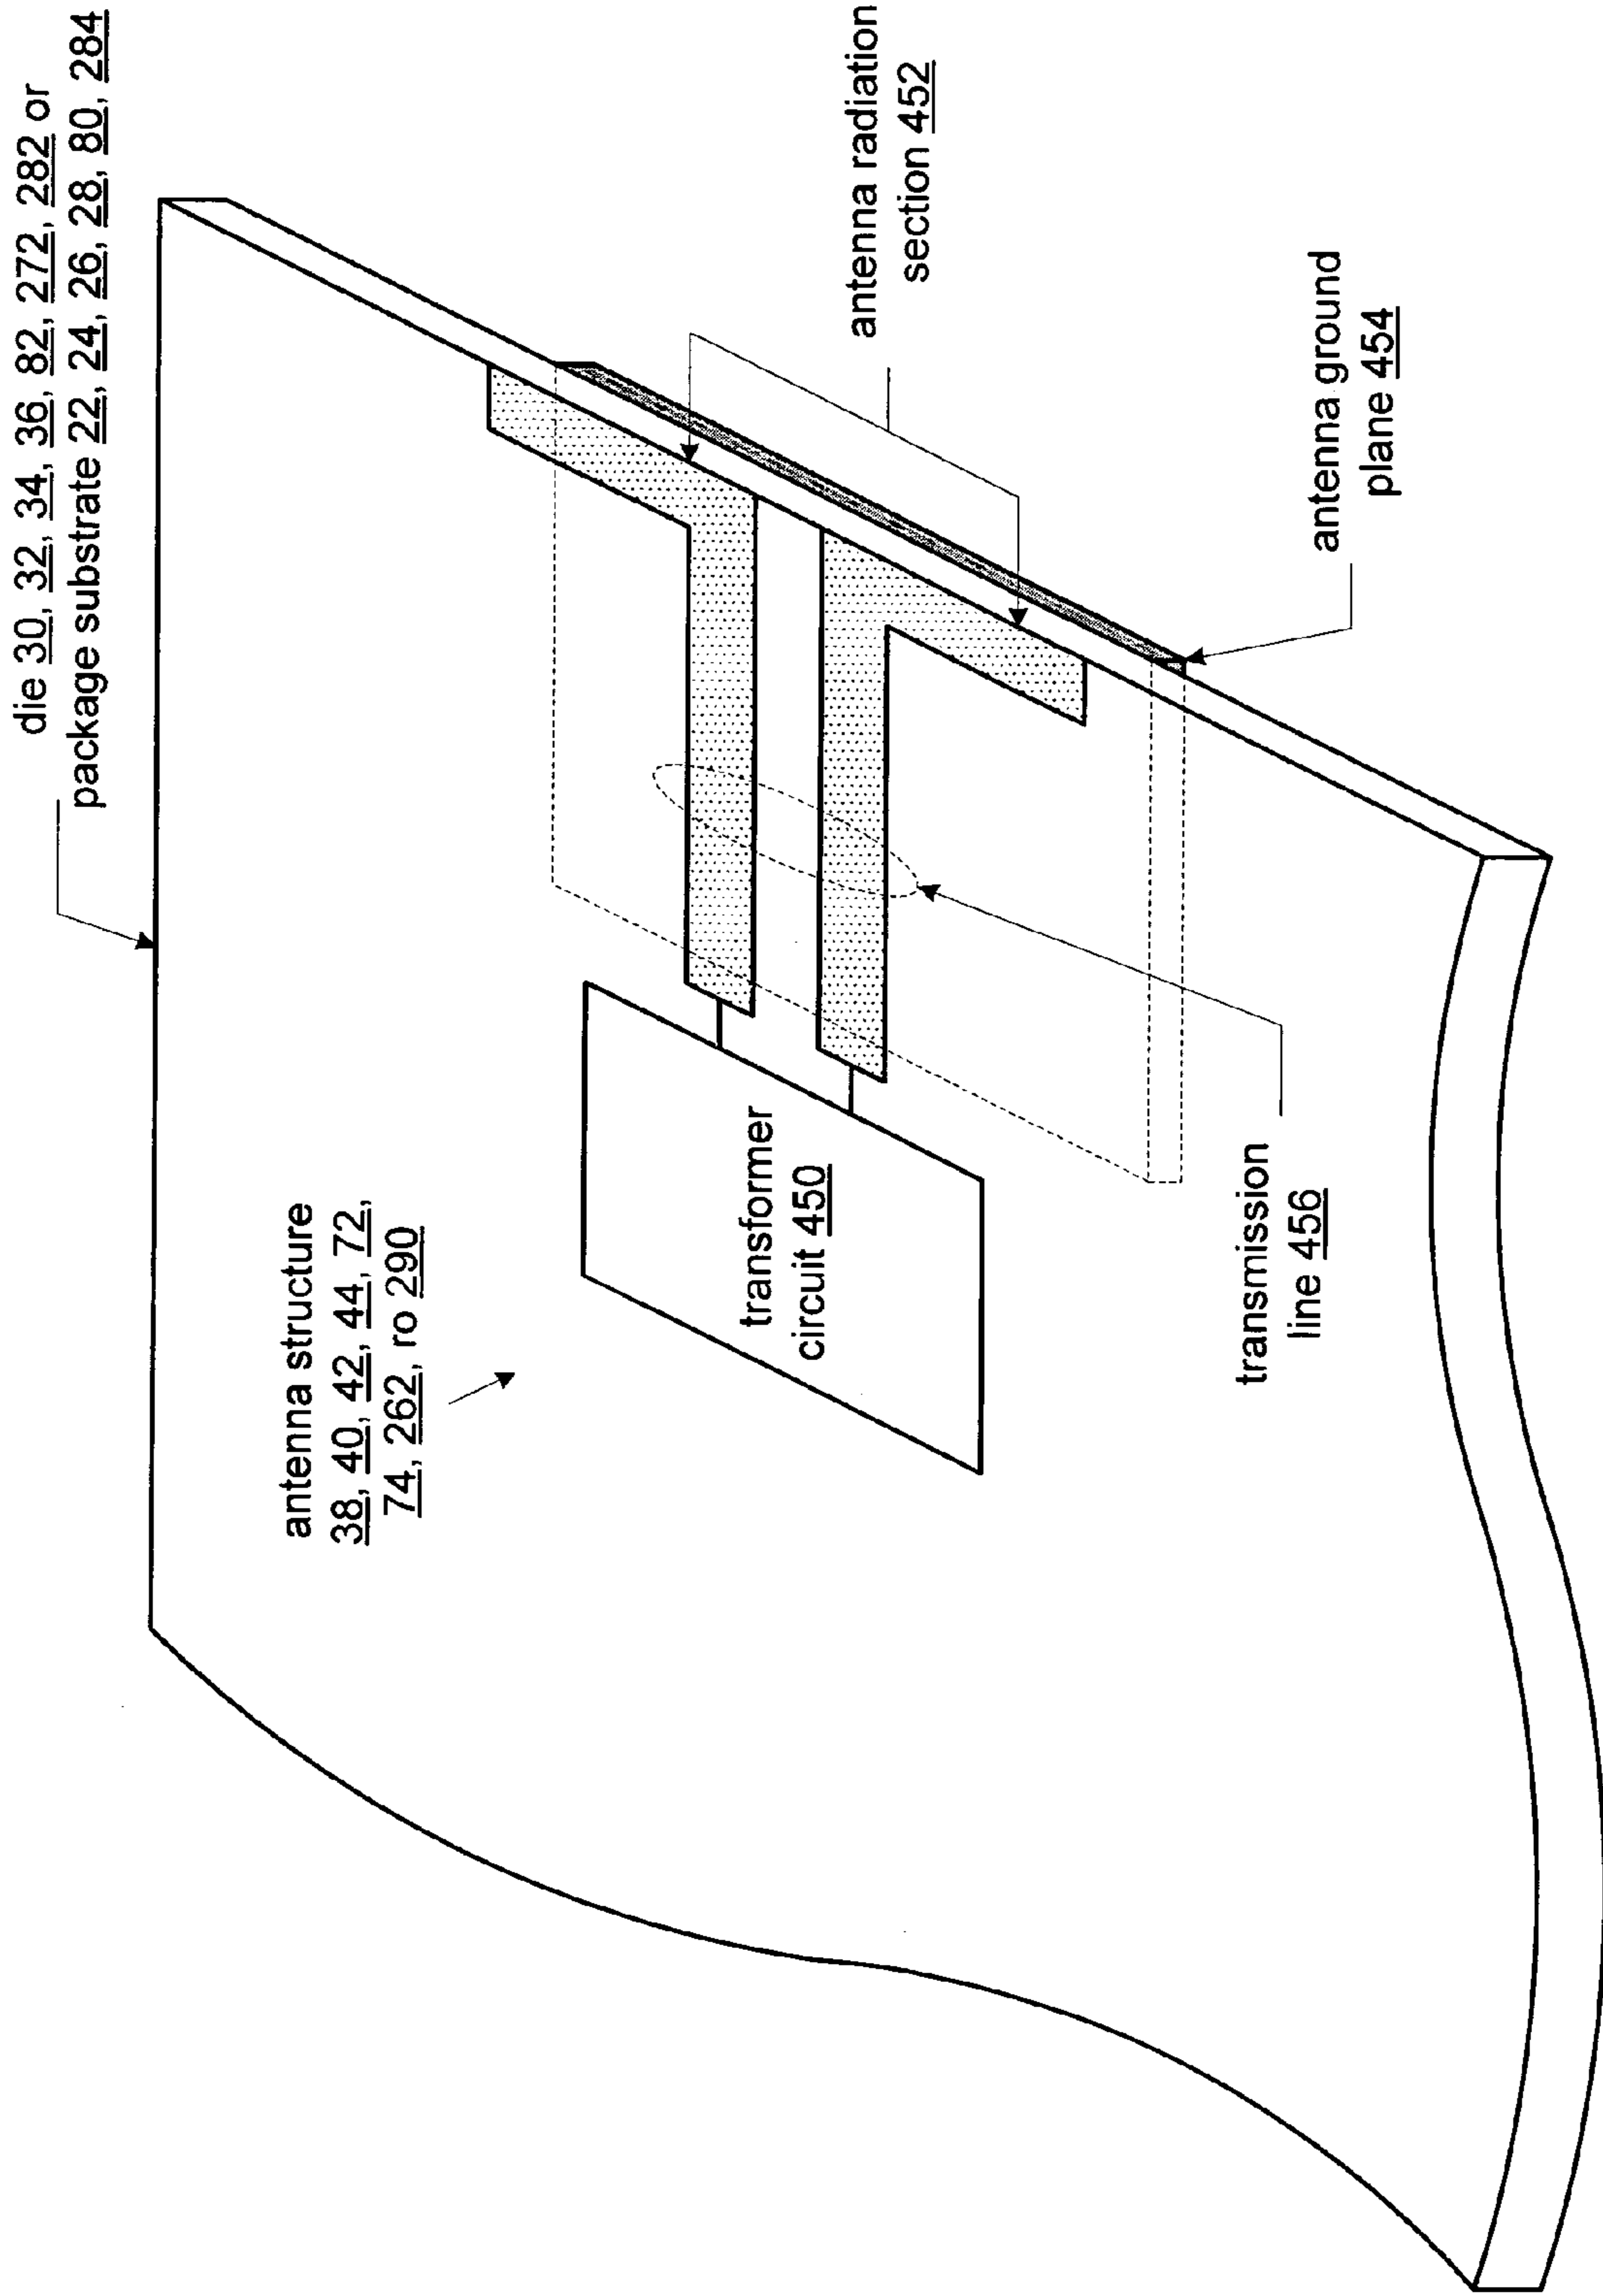 die 30, 32, 34, 36, 82, 272, 282 or
package substrate 22, 24, 26, 28, 80, 284
antenna structure
38, 40, 42, 44, 72,
74, 262, ro 290
antenna radiation
section 452
transformer
circuit 450
antenna ground
plane 454
transmission
line 456